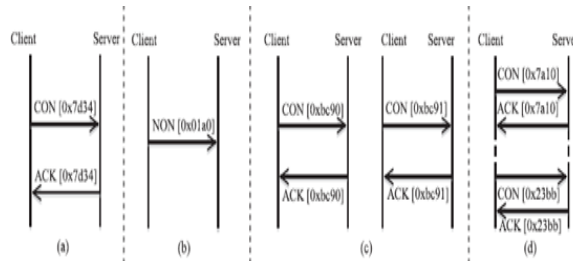 Client Server
CON [0x7d34]
ACK [0x7d34]
(a)
Client Server
NON [0x01a0]
(b)
Client Server
CON [0xbc90]
ACK [0xbc90]
Client Server
CON [0xbc91]
ACK [0xbc91]
(c)
Client Serv
CON [0x7a10]
ACK [0x7a10]
CON [0x23bb]
ACK [0x23bb]
(d)